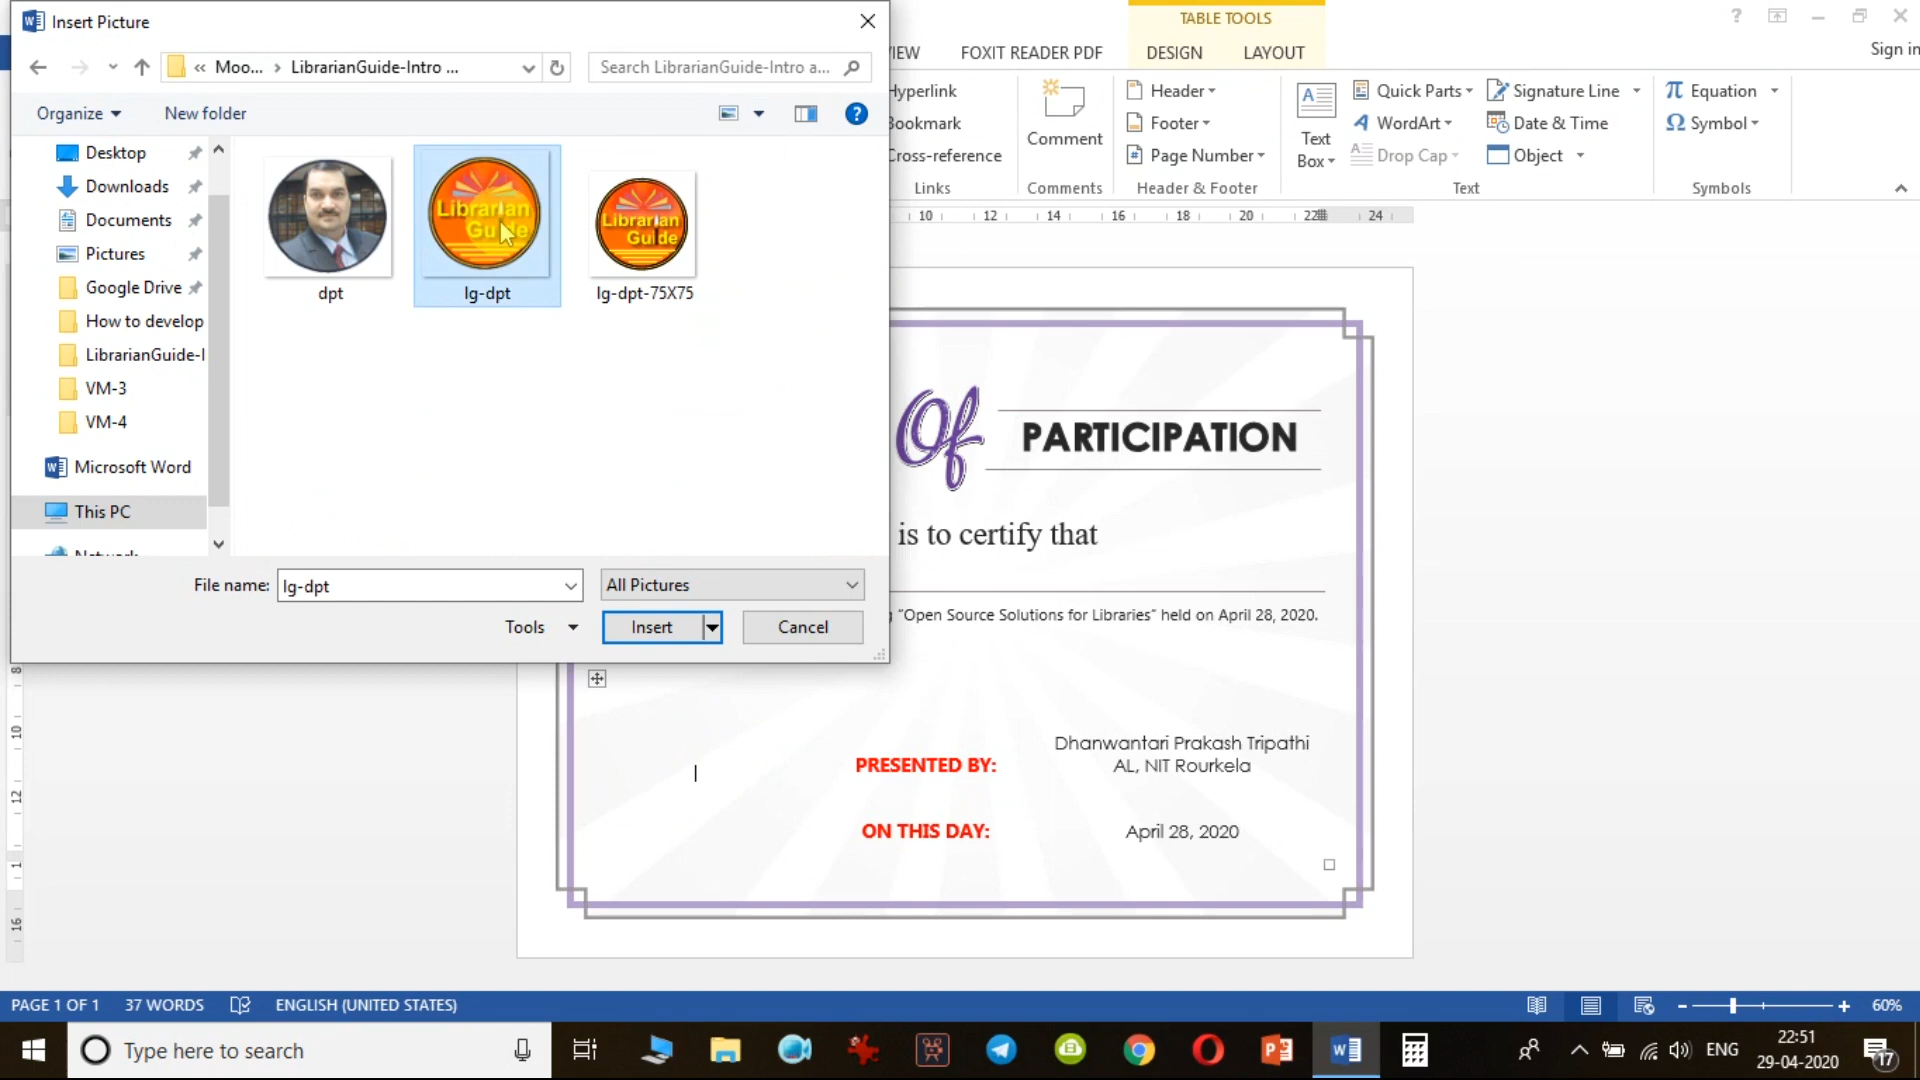 Insert Picture
TABLE TOOLS
Sign in
« Moo... › LibrarianGuide-Intro ...
Search LibrarianGuide-Intro a...
IEW
FOXIT READER PDF
DESIGN
LAYOUT
Organize
New folder
Hyperlink
Bookmark
Cross-reference
Links
Comment
Comments
Header
Footer
Page Number
Header & Footer
Text
Box
Quick Parts
WordArt
Drop Cap
Signature Line
Date & Time
Object
Text
Equation
Symbol
Symbols
Desktop
Downloads
Documents
Pictures
Google Drive
How to develop
LibrarianGuide-I
VM-3
VM-4
Microsoft Word
This PC
Network
Librarian
Guide
Librarian
Guide
dpt
lg-dpt
lg-dpt-75X75
10 12 14 16 18 20 22 24
File name:
lg-dpt
All Pictures
Tools
Insert
Cancel
Of
PARTICIPATION
is to certify that
g “Open Source Solutions for Libraries” held on April 28, 2020.
PRESENTED BY:
Dhanwantari Prakash Tripathi
AL, NIT Rourkela
ON THIS DAY:
April 28, 2020
8
10
12
1
16
PAGE 1 OF 1
37 WORDS
ENGLISH (UNITED STATES)
60%
Type here to search
ENG
22:51
29-04-2020
17